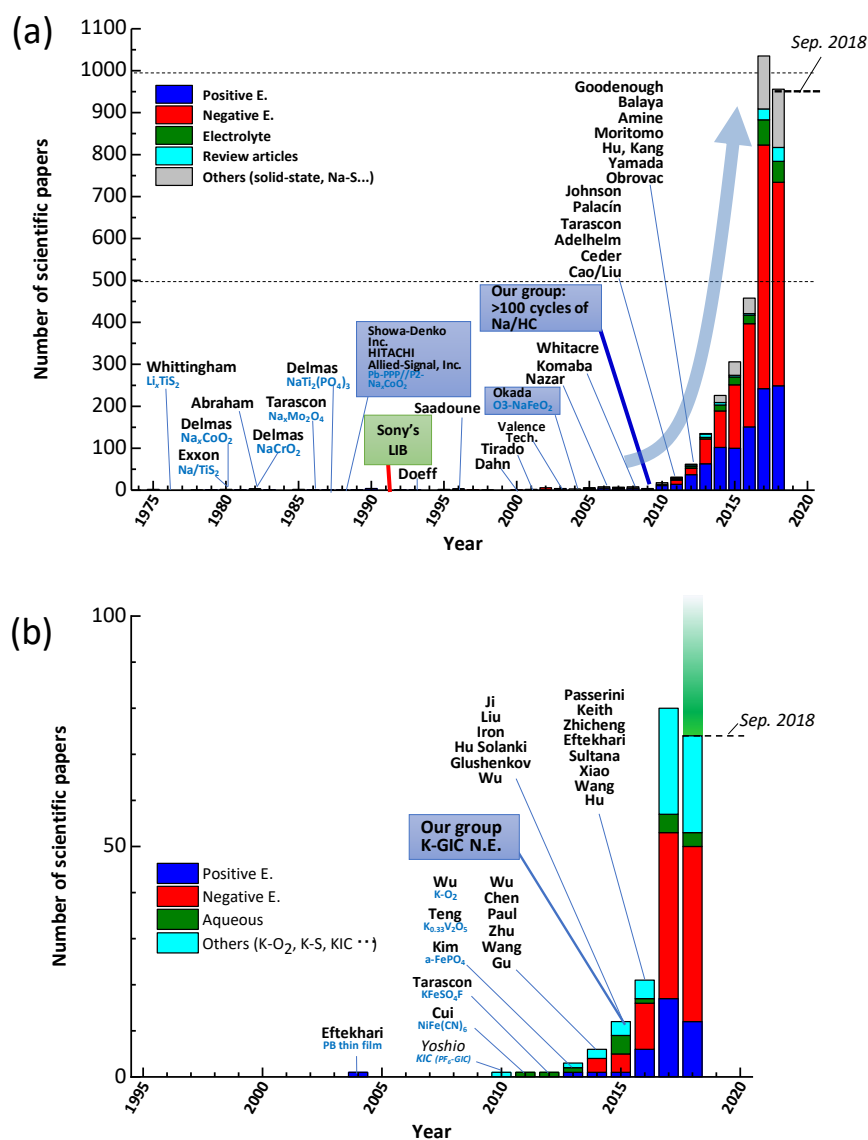 (a)
Number of scientific papers
1100
1000
900
800
700
600
500
400
300
200
100
0
Positive E.
Negative E.
Electrolyte
Review articles
Others (solid-state, Na-S...)
Sep. 2018
Goodenough
Balaya
Amine
Moritomo
Hu, Kang
Yamada
Obrovac
Johnson
Palacín
Tarascon
Adelhelm
Ceder
Cao/Liu
Our group:
>100 cycles of
Na/HC
Whitacre
Komaba
Nazar
Okada
O3-NaFeO₂
Valence
Tech.
Tirado
Dahn
Saadoune
Doeff
Showa-Denko
Inc.
HITACHI
Allied-Signal, Inc.
Pb-PPP//P2-
NaₓCoO₂
Sony's
LIB
Delmas
NaTi₂(PO₄)₃
Tarascon
NaₓMo₂O₄
Delmas
NaCrO₂
Abraham
Whittingham
LiₓTiS₂
Delmas
NaₓCoO₂
Exxon
Na/TiS₂
1975
1980
1985
1990
1995
2000
2005
2010
2015
2020
Year
(b)
Number of scientific papers
100
50
0
Positive E.
Negative E.
Aqueous
Others (K-O₂, K-S, KIC ···)
Sep. 2018
Passerini
Keith
Zhicheng
Eftekhari
Sultana
Xiao
Wang
Hu
Ji
Liu
Iron
Hu Solanki
Glushenkov
Wu
Our group
K-GIC N.E.
Wu
Chen
Paul
Zhu
Wang
Gu
Wu
K-O₂
Teng
K₀.₃₃V₂O₅
Kim
a-FePO₄
Tarascon
KFeSO₄F
Cui
NiFe(CN)₆
Yoshio
KIC (PF₆-GIC)
Eftekhari
PB thin film
1995
2000
2005
2010
2015
2020
Year